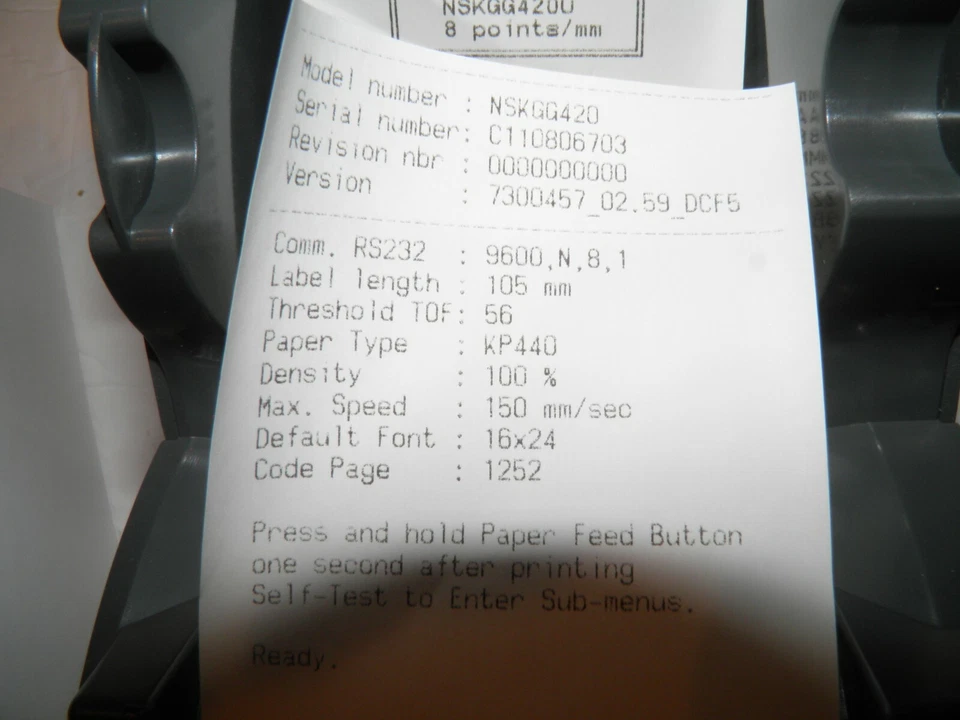 NSKGG420U
8 points/mm
Model number : NSKGG420
Serial number: C110806703
Revision nbr : 0000000000
Version : 7300457_02.59_DCF5
Comm. RS232 : 9600,N,8,1
Label length : 105 mm
Threshold TOF: 56
Paper Type : KP440
Density : 100 %
Max. Speed : 150 mm/sec
Default Font : 16x24
Code Page : 1252
Press and hold Paper Feed Button
one second after printing
Self-Test to Enter Sub-menus.
Ready.